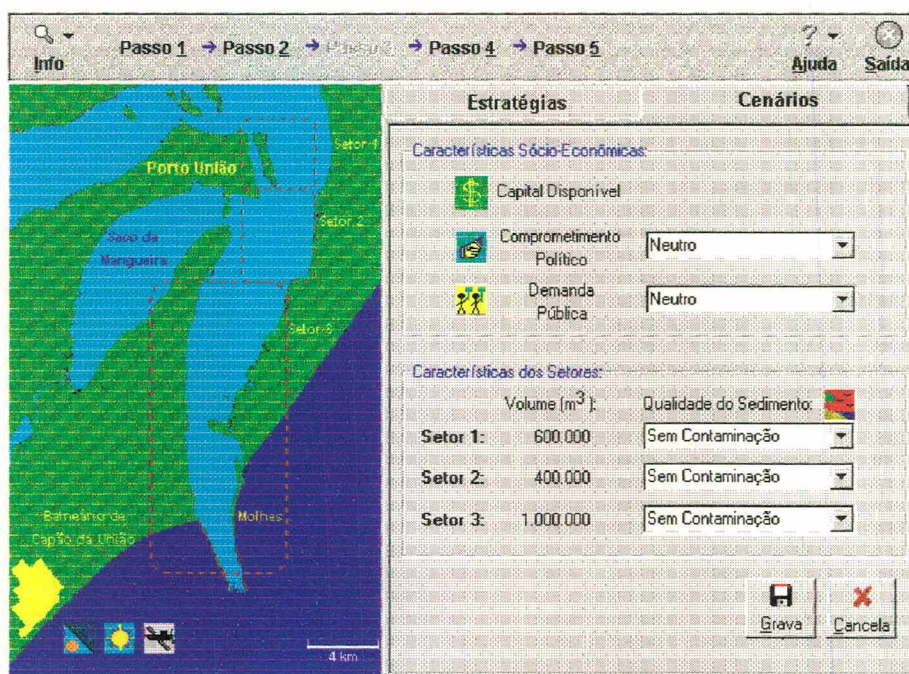 Info
Passo 1 → Passo 2 → Passo 3 → Passo 4 → Passo 5
Ajuda
Saída
Setor 1
Porto União
Setor 2
Saco da
Mangueira
Setor 3
Balneário de
Capão da União
Molhes
4 km
Estratégias
Cenários
Características Sócio-Econômicas:
Capital Disponível
Comprometimento
Político
Neutro
Demanda
Pública
Neutro
Características dos Setores:
Volume (m³):
Qualidade do Sedimento:
Setor 1: 600.000 Sem Contaminação
Setor 2: 400.000 Sem Contaminação
Setor 3: 1.000.000 Sem Contaminação
Grava
Cancela